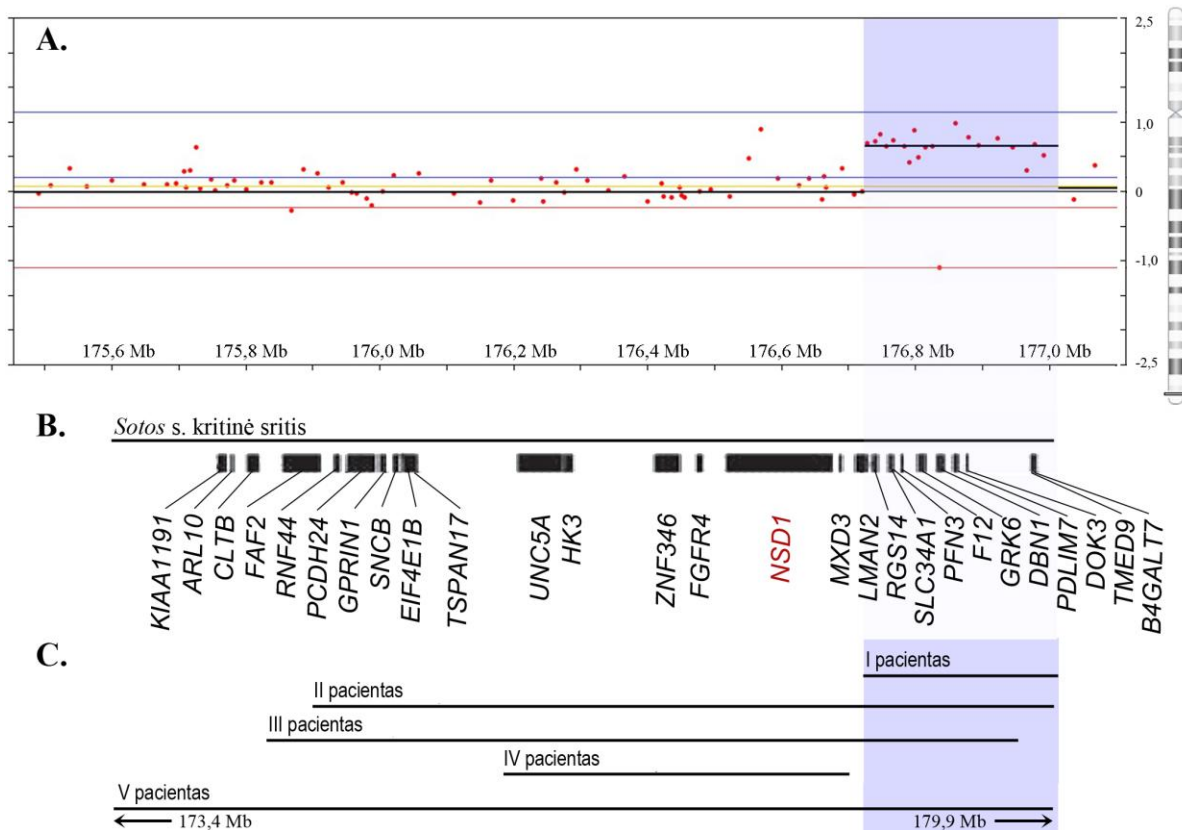 A.
2,5
1,0
0
-1,0
-2,5
175,6 Mb
175,8 Mb
176,0 Mb
176,2 Mb
176,4 Mb
176,6 Mb
176,8 Mb
177,0 Mb
B.
Sotos s. kritinė sritis
KIAA1191
ARL10
CLTB
FAF2
RNF44
PCDH24
GPRIN1
SNCB
EIF4E1B
TSPAN17
UNC5A
HK3
ZNF346
FGFR4
NSD1
MXD3
LMAN2
RGS14
SLC34A1
PFN3
F12
GRK6
DBN1
PDLIM7
DOK3
TMED9
B4GALT7
C.
I pacientas
II pacientas
III pacientas
IV pacientas
V pacientas
173,4 Mb
179,9 Mb